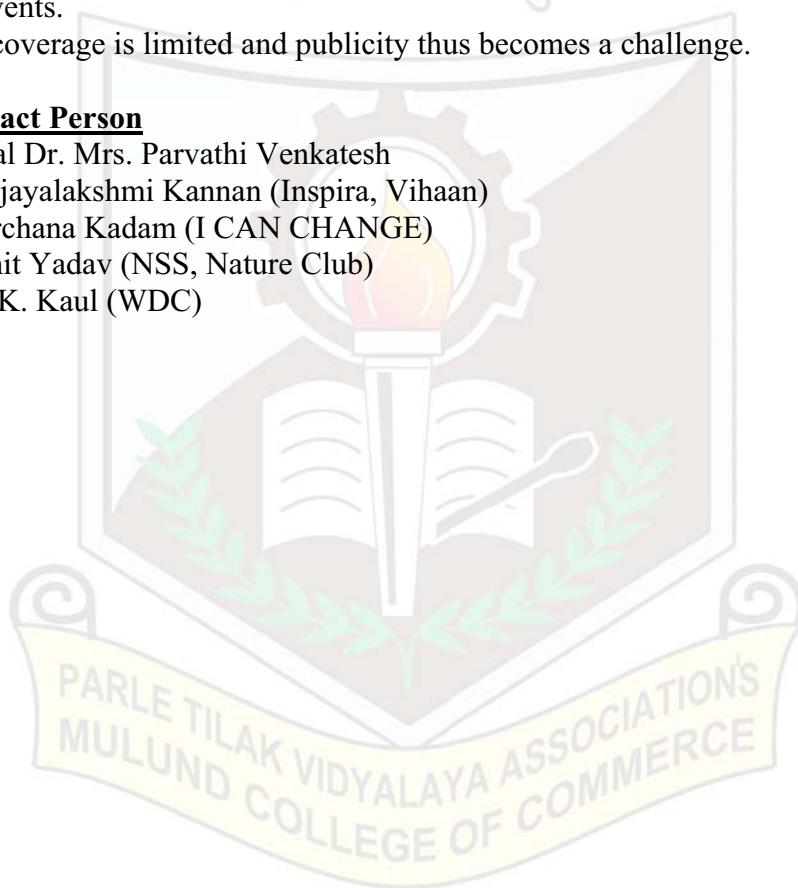 vents.
coverage is limited and publicity thus becomes a challenge.
act Person
al Dr. Mrs. Parvathi Venkatesh
jayalakshmi Kannan (Inspira, Vihaan)
rchana Kadam (I CAN CHANGE)
nit Yadav (NSS, Nature Club)
K. Kaul (WDC)
PARLE TILAK VIDYALAYA ASSOCIATION'S
MULUND COLLEGE OF COMMERCE